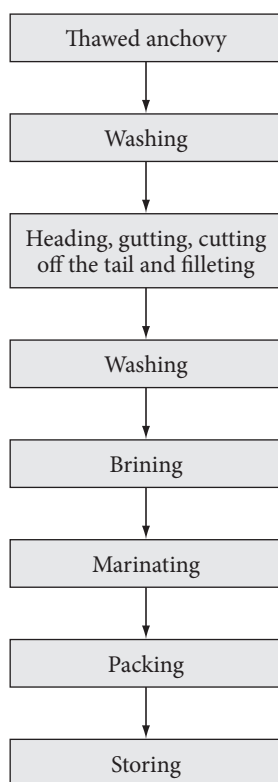 Thawed anchovy
Washing
Heading, gutting, cutting
off the tail and filleting
Washing
Brining
Marinating
Packing
Storing